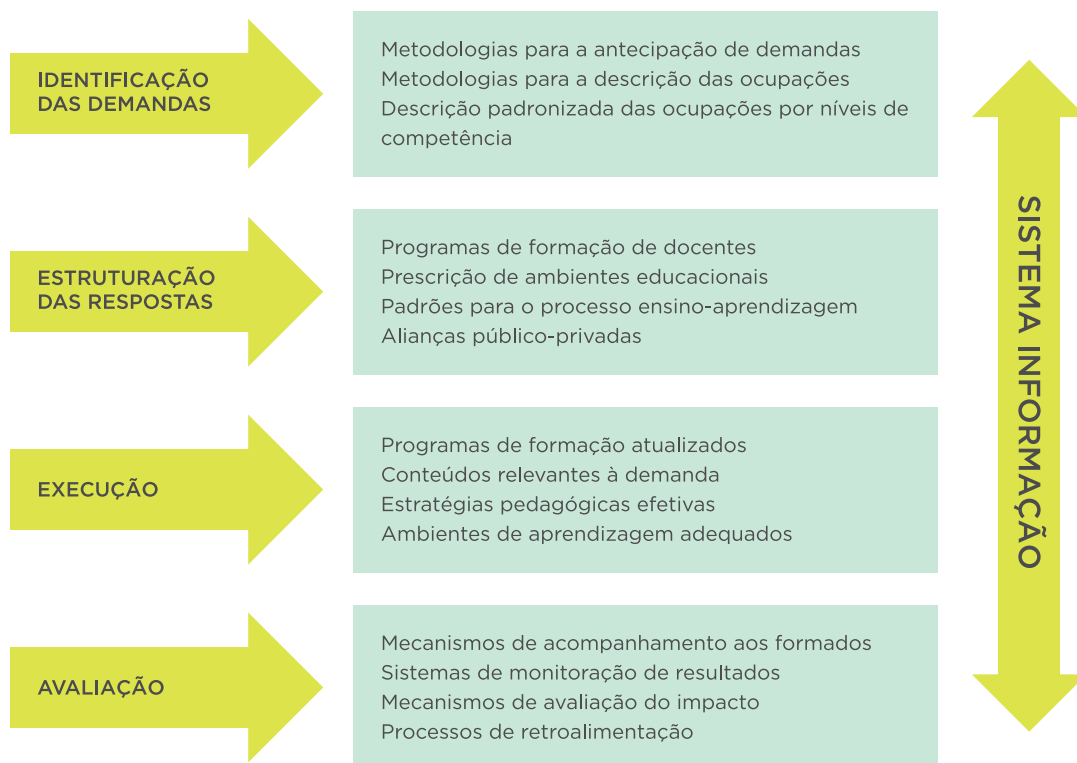 IDENTIFICAÇÃO
DAS DEMANDAS
Metodologias para a antecipação de demandas
Metodologias para a descrição das ocupações
Descrição padronizada das ocupações por níveis de
competência
ESTRUTURAÇÃO
DAS RESPOSTAS
Programas de formação de docentes
Prescrição de ambientes educacionais
Padrões para o processo ensino-aprendizagem
Alianças público-privadas
EXECUÇÃO
Programas de formação atualizados
Conteúdos relevantes à demanda
Estratégias pedagógicas efetivas
Ambientes de aprendizagem adequados
AVALIAÇÃO
Mecanismos de acompanhamento aos formados
Sistemas de monitoração de resultados
Mecanismos de avaliação do impacto
Processos de retroalimentação
SISTEMA INFORMAÇÃO